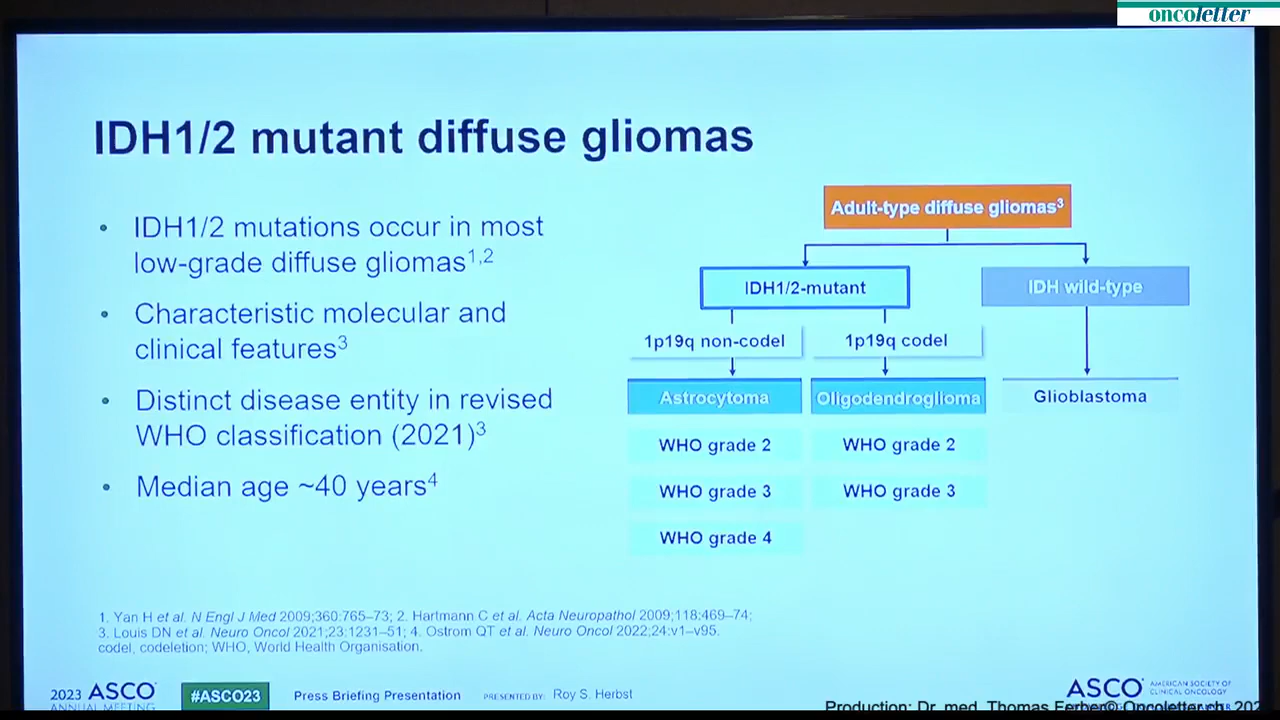 oncoletter
IDH1/2 mutant diffuse gliomas
• IDH1/2 mutations occur in most
low-grade diffuse gliomas1,2
• Characteristic molecular and
clinical features3
• Distinct disease entity in revised
WHO classification (2021)3
• Median age ~40 years4
Adult-type diffuse gliomas3
IDH1/2-mutant
IDH wild-type
1p19q non-codel
1p19q codel
Astrocytoma
Oligodendroglioma
Glioblastoma
WHO grade 2
WHO grade 2
WHO grade 3
WHO grade 3
WHO grade 4
1. Yan H et al. N Engl J Med 2009;360:765–73; 2. Hartmann C et al. Acta Neuropathol 2009;118:469–74;
3. Louis DN et al. Neuro Oncol 2021;23:1231–51; 4. Ostrom QT et al. Neuro Oncol 2022;24:v1–v95.
codel, codeletion; WHO, World Health Organisation.
2023 ASCO
ANNUAL MEETING
#ASCO23
Press Briefing Presentation
PRESENTED BY: Roy S. Herbst
ASCO AMERICAN SOCIETY OF
CLINICAL ONCOLOGY
Production: Dr. med. Thomas Ferber© Oncoletter.ch, 202